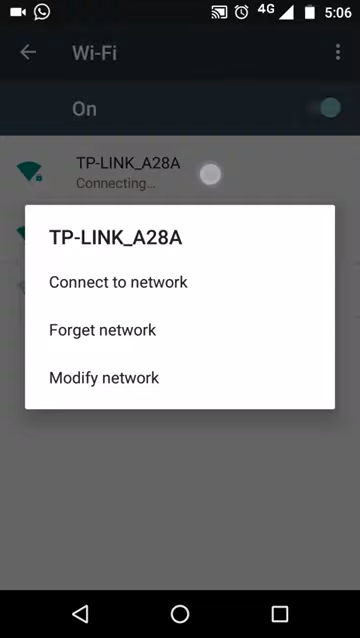 4G 5:06
Wi-Fi
On
TP-LINK_A28A
Connecting...
TP-LINK_A28A
Connect to network
Forget network
Modify network